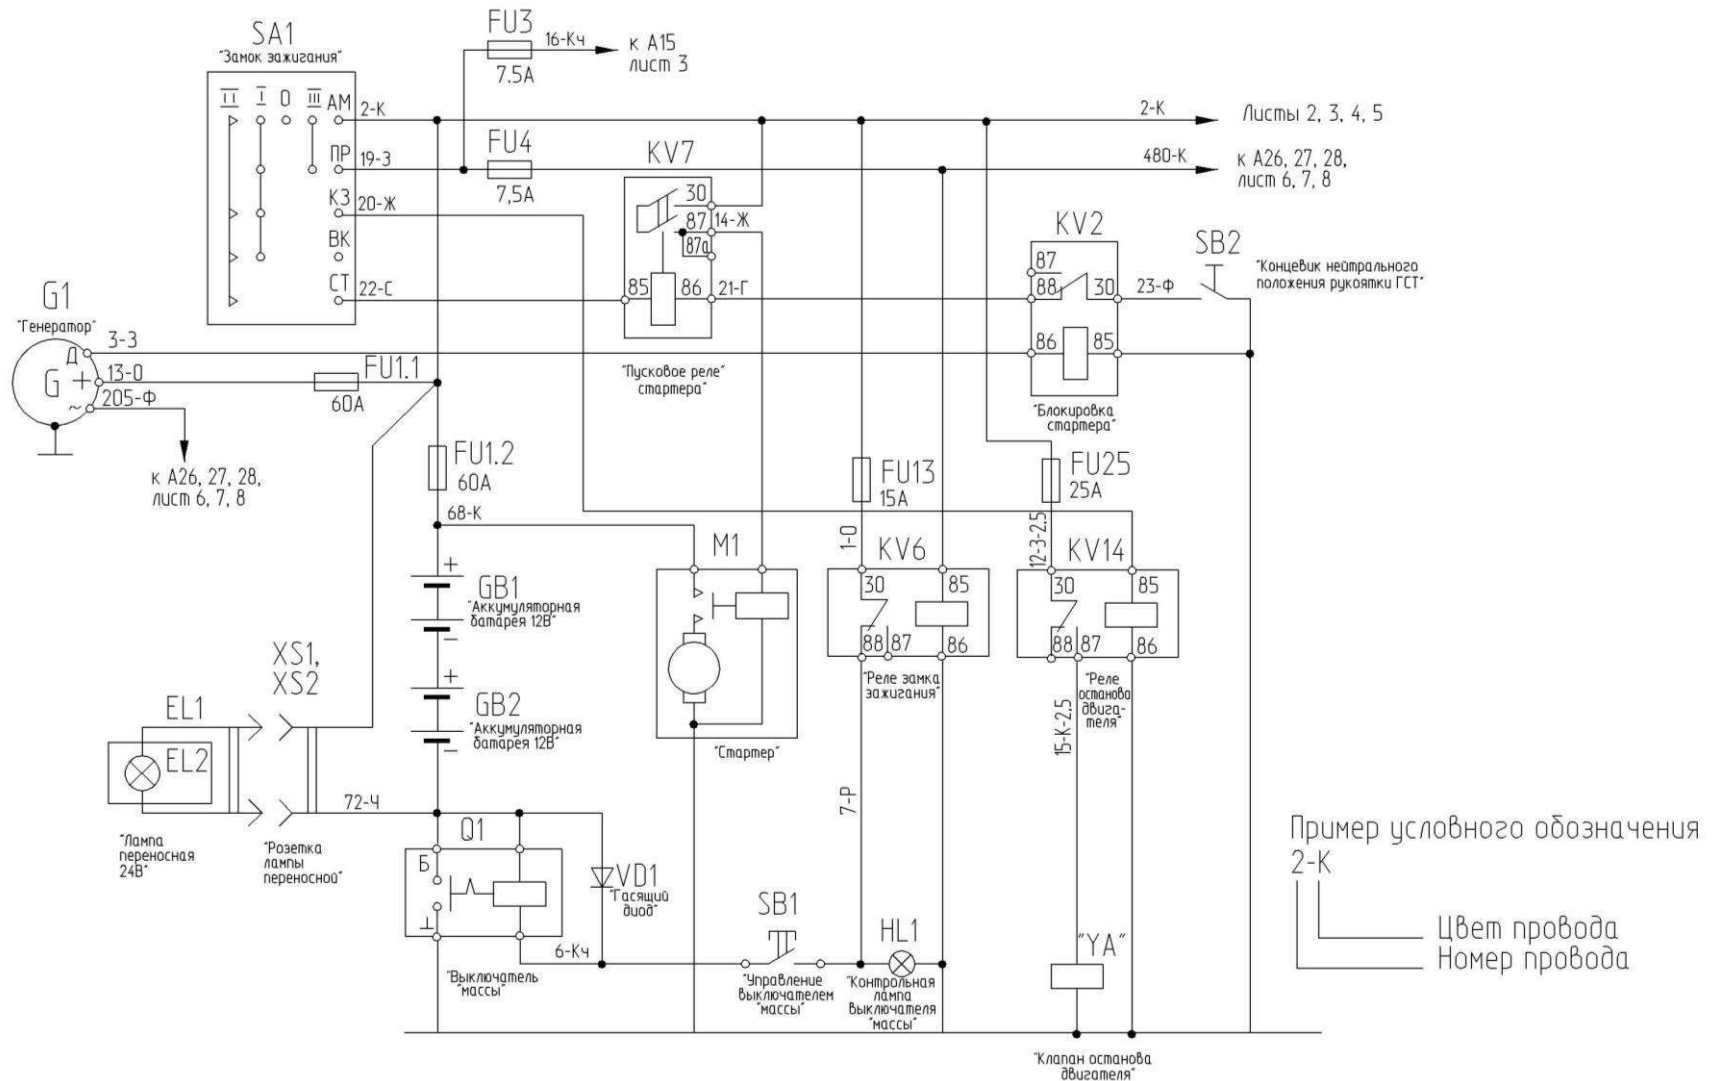 SA1
"Замок зажигания"
II I 0 III АМ
ПР
КЗ
ВК
СТ
2-К
19-З
20-Ж
22-С
FU3
7.5А
16-Кч
к А15
лист 3
FU4
7,5А
2-К
Листы 2, 3, 4, 5
480-К
к А26, 27, 28,
лист 6, 7, 8
KV7
30
87
87а
85
86
14-Ж
21-Г
"Пусковое реле"
стартера"
KV2
87
88
30
86
85
23-Ф
"Блокировка
стартера"
SB2
"Концевик нейтрального
положения рукоятки ГСТ"
G1
"Генератор"
Д
G +
~
3-3
13-0
205-Ф
к А26, 27, 28,
лист 6, 7, 8
FU1.1
60А
FU1.2
60А
68-К
FU13
15А
FU25
25А
1-0
12-3-2.5
M1
"Стартер"
KV6
30
85
88
87
86
"Реле замка
зажигания"
KV14
30
85
88
87
86
"Реле
останова
двига-
теля"
+
GB1
"Аккумуляторная
батарея 12В"
−
+
GB2
"Аккумуляторная
батарея 12В"
−
XS1,
XS2
"Розетка
лампы
переносной"
EL1
EL2
"Лампа
переносная
24В"
72-Ч
Q1
Б
⊥
"Выключатель
"массы"
VD1
"Гасящий
диод"
6-Кч
SB1
"Управление
выключателем
"массы"
7-Р
HL1
"Контрольная
лампа
выключателя
"массы"
15-К-2,5
"YA"
"Клапан останова
двигателя"
Пример условного обозначения
2-К
Цвет провода
Номер провода